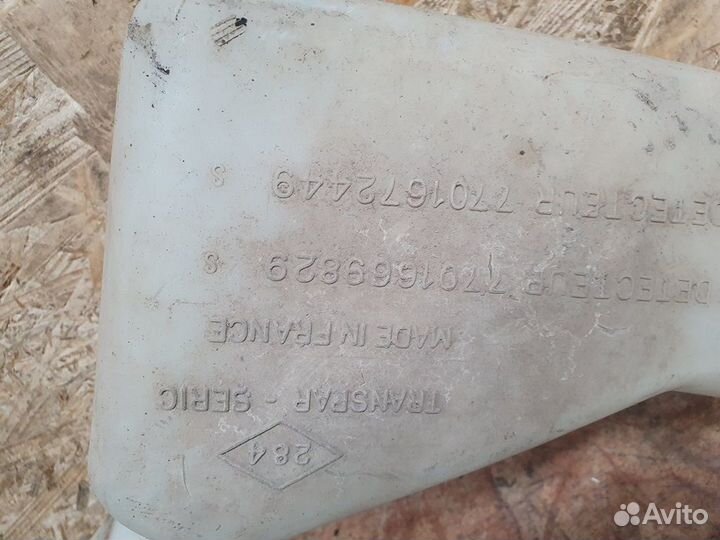 284
TRANSPAR - SERIC
MADE IN FRANCE
DETECTEUR 7701669829 S
DETECTEUR 7701672449 S
Avito